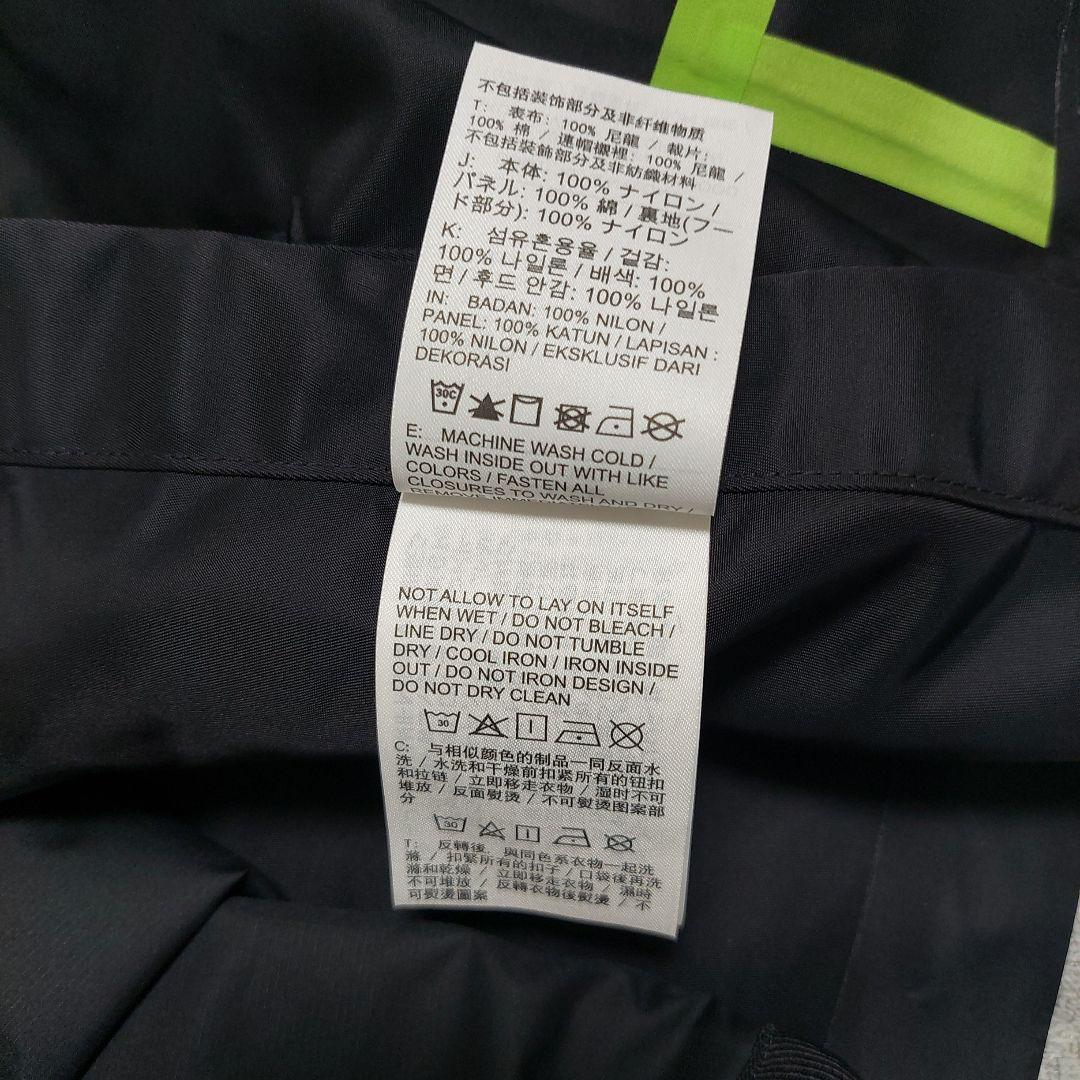 不包括装饰部分及非纤维物质
T: 表布: 100% 尼龍 / 裁片:
100% 棉 / 連帽襯裡: 100% 尼龍 /
不包括裝飾部分及非紡織材料
J: 本体: 100% ナイロン /
パネル: 100% 綿 / 裏地(フー
ド部分): 100% ナイロン
K: 섬유혼용율 / 겉감:
100% 나일론 / 배색: 100%
면 / 후드 안감: 100% 나일론
IN: BADAN: 100% NILON /
PANEL: 100% KATUN / LAPISAN :
100% NILON / EKSKLUSIF DARI
DEKORASI
30C
E: MACHINE WASH COLD /
WASH INSIDE OUT WITH LIKE
COLORS / FASTEN ALL
CLOSURES TO WASH AND DRY /
NOT ALLOW TO LAY ON ITSELF
WHEN WET / DO NOT BLEACH /
LINE DRY / DO NOT TUMBLE
DRY / COOL IRON / IRON INSIDE
OUT / DO NOT IRON DESIGN /
DO NOT DRY CLEAN
30
C: 与相似颜色的制品一同反面水
洗 / 水洗和干燥前扣紧所有的钮扣
和拉链 / 立即移走衣物 / 湿时不可
堆放 / 反面熨烫 / 不可熨烫图案部
分
30
T: 反轉後, 與同色系衣物一起洗
滌 / 扣緊所有的扣子 / 口袋後再洗
滌和乾燥 / 立即移走衣物 / 濕時
不可堆放 / 反轉衣物後熨燙 / 不
可熨燙圖案